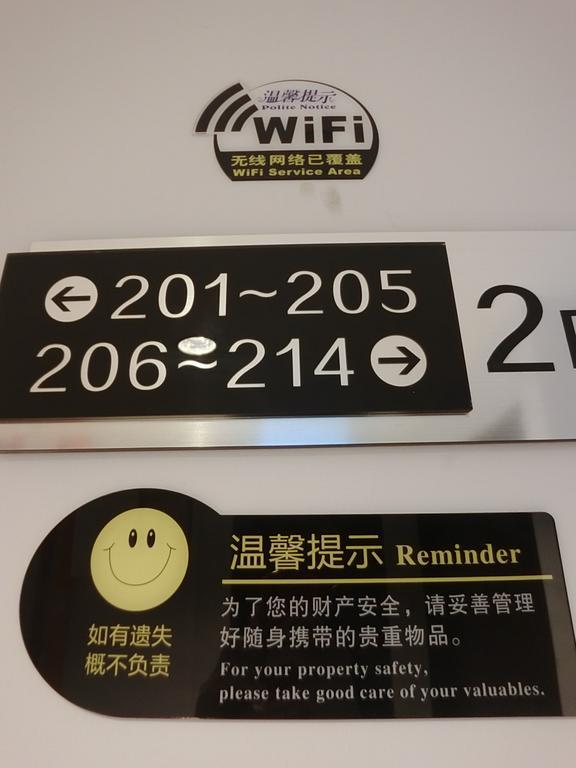 温馨提示
Polite Notice
WiFi
无线网络已覆盖
WiFi Service Area
← 201~205
206~214 →
2
温馨提示 Reminder
为了您的财产安全，请妥善管理
好随身携带的贵重物品。
For your property safety,
please take good care of your valuables.
如有遗失
概不负责